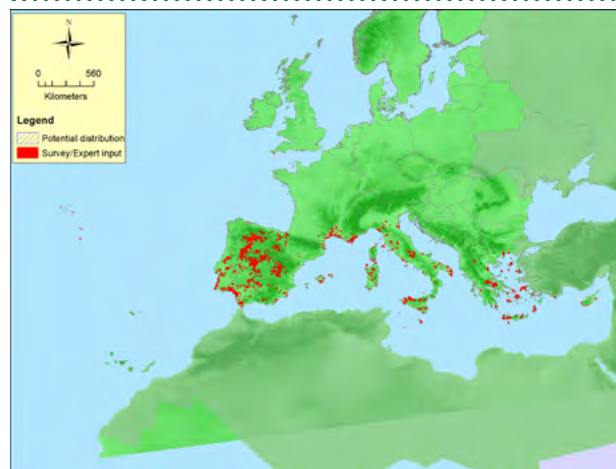 N
0 560
Kilometers
Legend
Potential distribution
Survey/Expert input